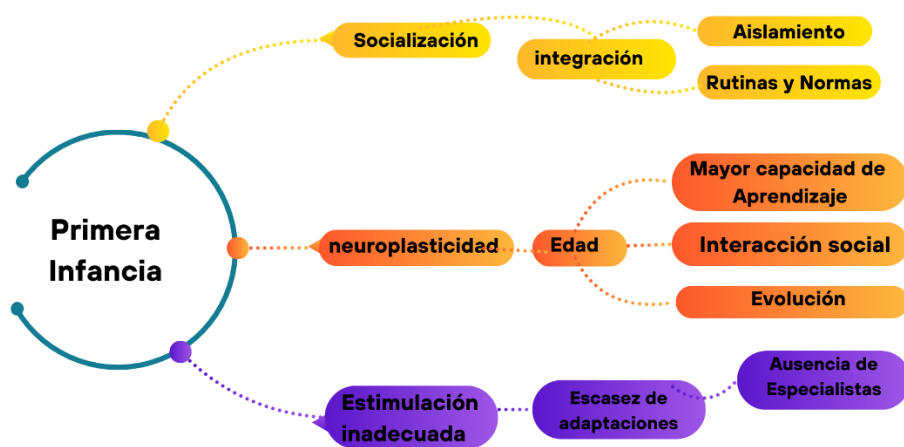 Primera
Infancia
Socialización
integración
Aislamiento
Rutinas y Normas
neuroplasticidad
Edad
Mayor capacidad de
Aprendizaje
Interacción social
Evolución
Estimulación
inadecuada
Escasez de
adaptaciones
Ausencia de
Especialistas